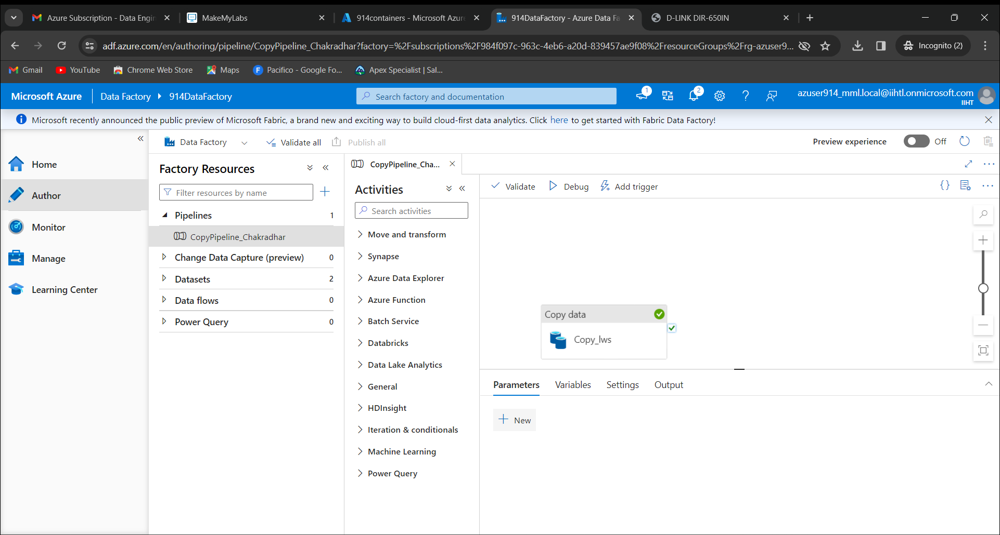 Azure Subscription - Data Engin
MakeMyLabs
914containers - Microsoft Azure
914DataFactory - Azure Data Fa
D-LINK DIR-650IN
adf.azure.com/en/authoring/pipeline/CopyPipeline_Chakradhar?factory=%2Fsubscriptions%2F984f097c-963c-4eb6-a20d-839457ae9f08%2FresourceGroups%2Frg-azuser9...
Incognito (2)
Gmail
YouTube
Chrome Web Store
Maps
Pacifico - Google Fo...
Apex Specialist | Sal...
Microsoft Azure
Data Factory
914DataFactory
Search factory and documentation
1
2
azuser914_mml.local@iihtl.onmicrosoft.com
IIHT
Microsoft recently announced the public preview of Microsoft Fabric, a brand new and exciting way to build cloud-first data analytics. Click here to get started with Fabric Data Factory!
Home
Author
Monitor
Manage
Learning Center
Data Factory
Validate all
Publish all
Preview experience
Off
Factory Resources
Filter resources by name
Pipelines 1
CopyPipeline_Chakradhar
Change Data Capture (preview) 0
Datasets 2
Data flows 0
Power Query 0
CopyPipeline_Cha...
Activities
Search activities
Move and transform
Synapse
Azure Data Explorer
Azure Function
Batch Service
Databricks
Data Lake Analytics
General
HDInsight
Iteration & conditionals
Machine Learning
Power Query
Validate
Debug
Add trigger
Copy data
Copy_lws
Parameters
Variables
Settings
Output
New